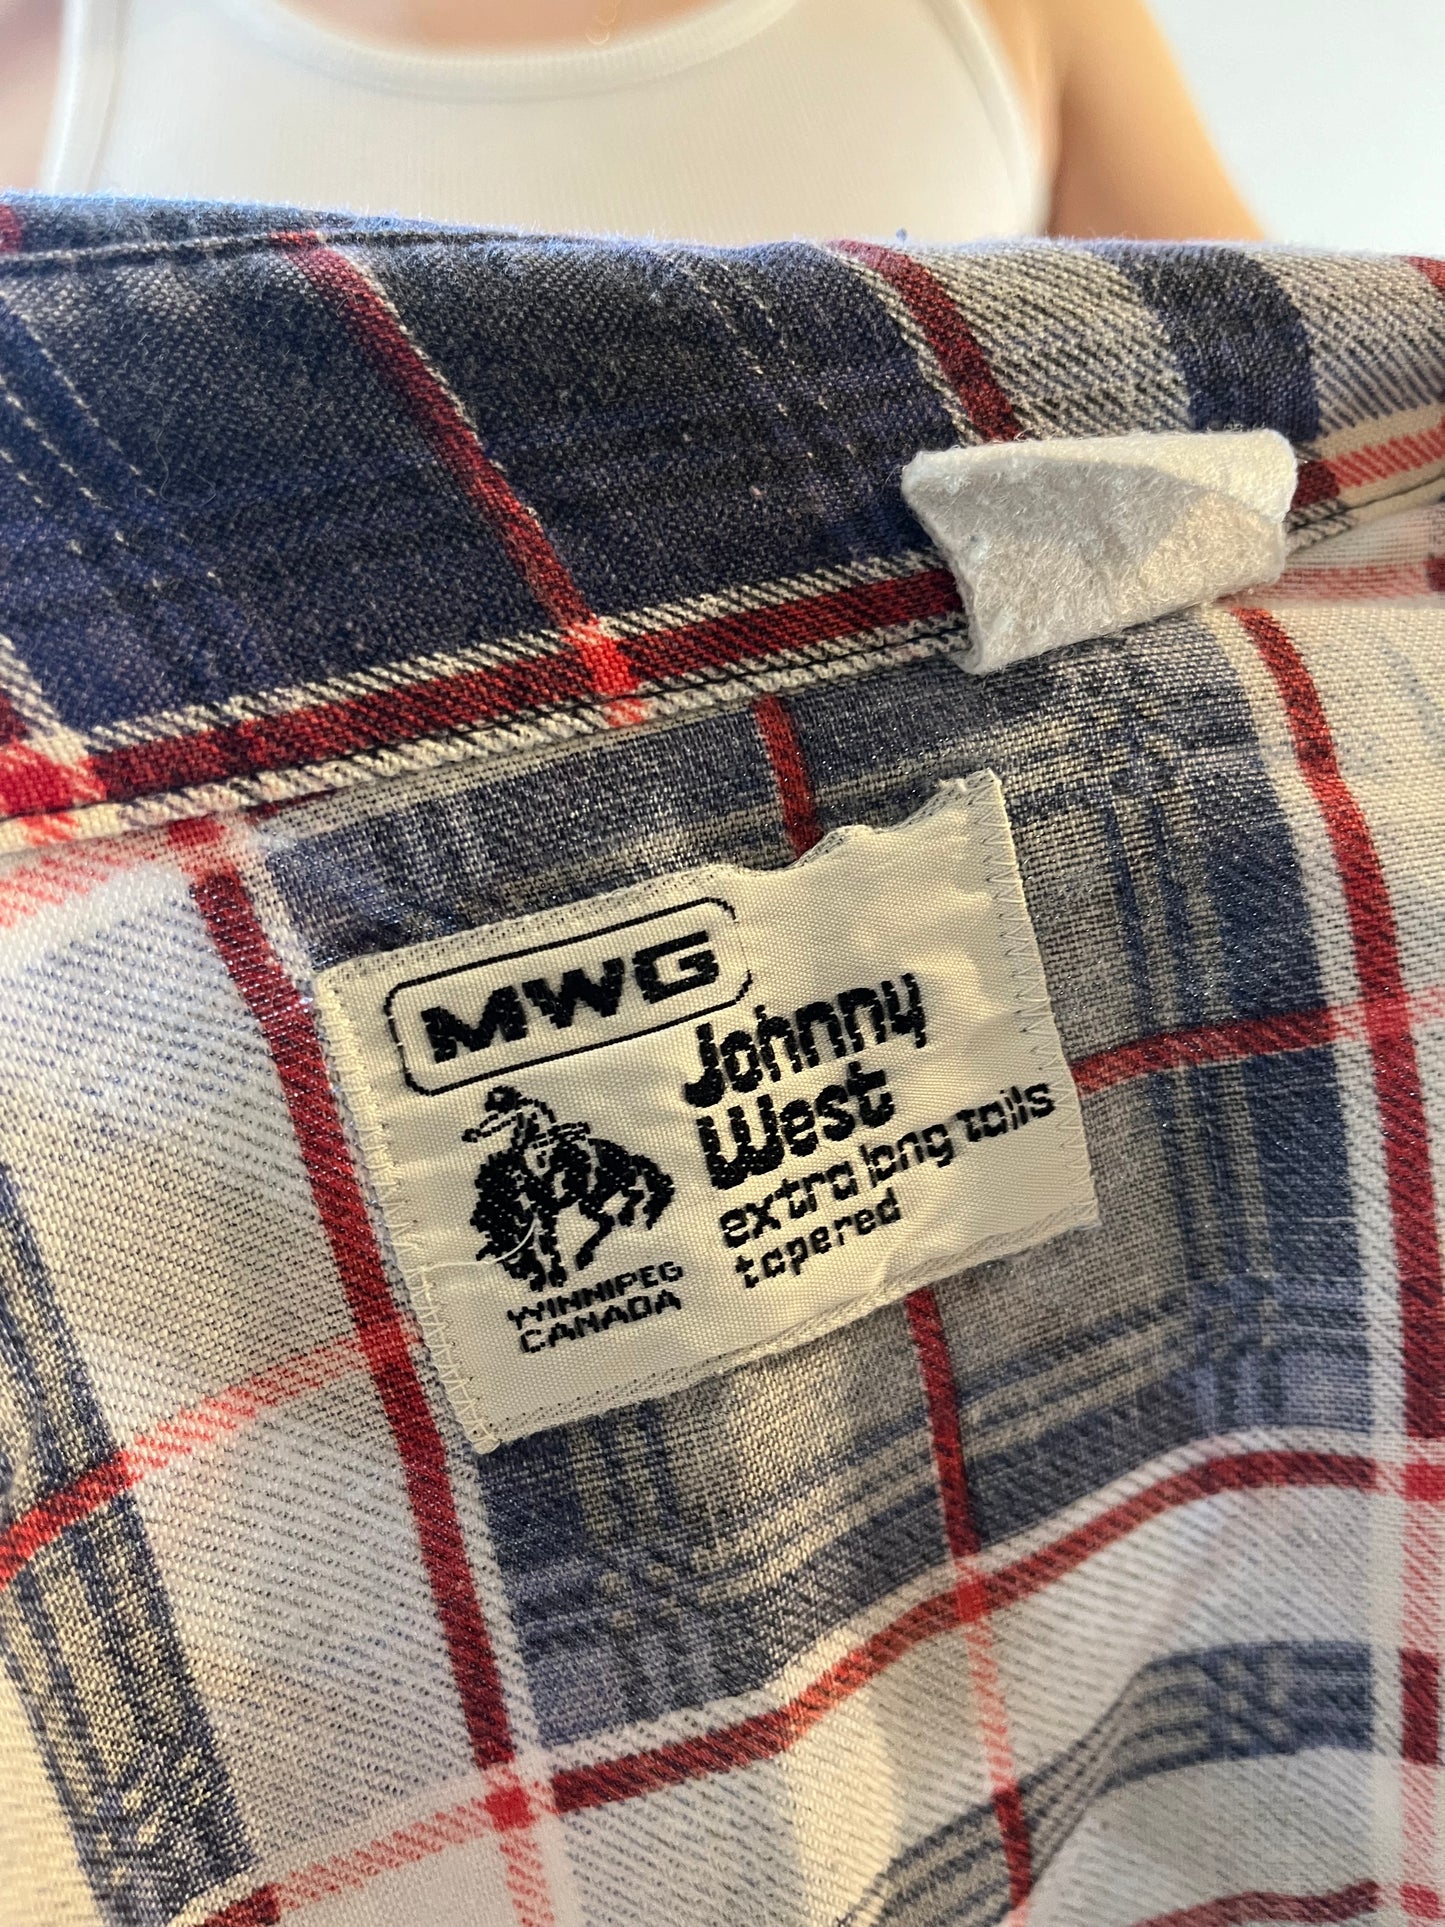 MWG
Johnny
West
extra long tails
tapered
WINNIPEG
CANADA